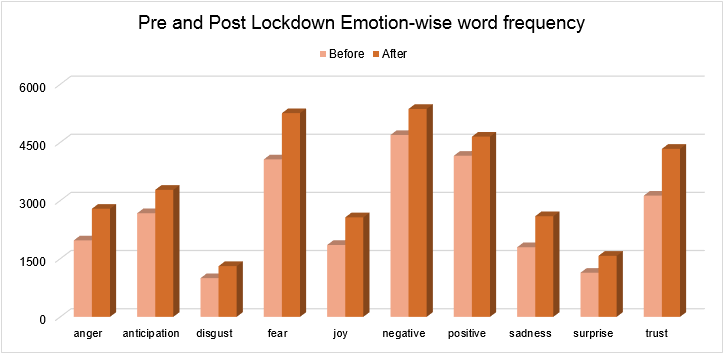 Pre and Post Lockdown Emotion-wise word frequency
Before After
6000
4500
3000
1500
0
anger anticipation disgust fear joy negative positive sadness surprise trust